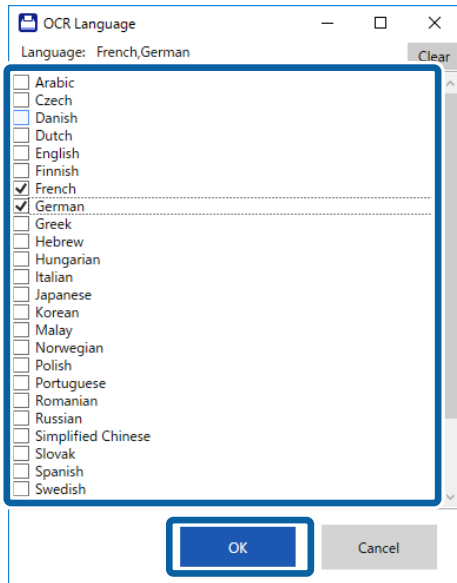 OCR Language
Language: French,German
Clear
Arabic
Czech
Danish
Dutch
English
Finnish
French
German
Greek
Hebrew
Hungarian
Italian
Japanese
Korean
Malay
Norwegian
Polish
Portuguese
Romanian
Russian
Simplified Chinese
Slovak
Spanish
Swedish
OK Cancel